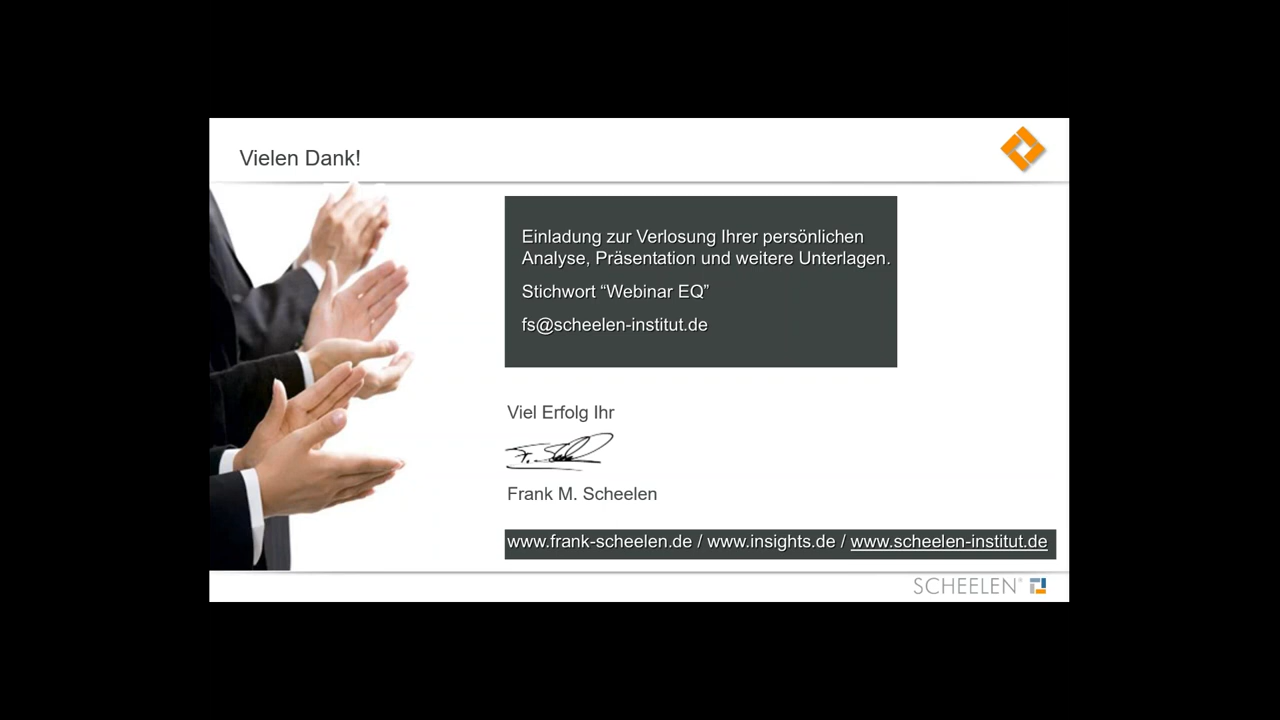 Vielen Dank!
Einladung zur Verlosung Ihrer persönlichen
Analyse, Präsentation und weitere Unterlagen.
Stichwort “Webinar EQ”
fs@scheelen-institut.de
Viel Erfolg Ihr
Frank M. Scheelen
www.frank-scheelen.de / www.insights.de / www.scheelen-institut.de
SCHEELEN®